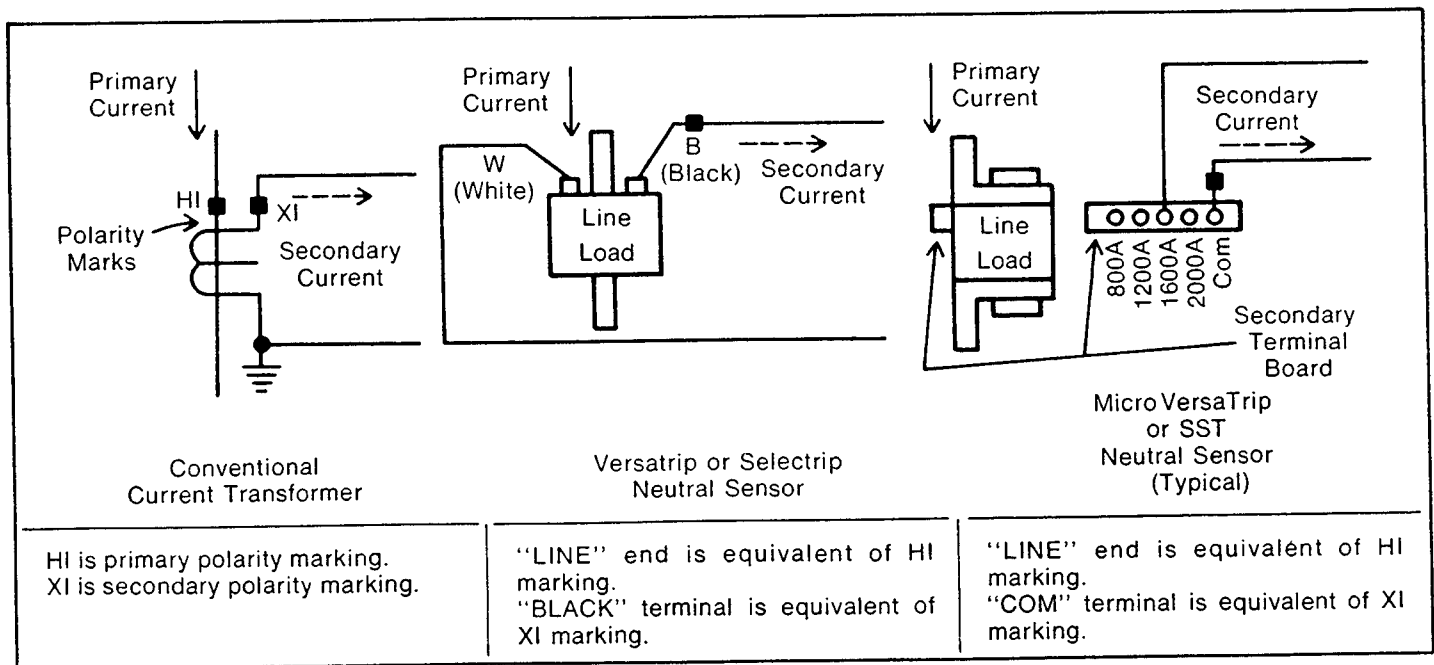 Primary
Current
HI
XI
Polarity
Marks
Secondary
Current
Conventional
Current Transformer
Primary
Current
W
(White)
B
(Black)
Secondary
Current
Line
Load
Versatrip or Selectrip
Neutral Sensor
Primary
Current
Secondary
Current
Line
Load
800A
1200A
1600A
2000A
Com
Secondary
Terminal
Board
Micro VersaTrip
or SST
Neutral Sensor
(Typical)
HI is primary polarity marking.
XI is secondary polarity marking.
"LINE" end is equivalent of HI
marking.
"BLACK" terminal is equivalent of
XI marking.
"LINE" end is equivalent of HI
marking.
"COM" terminal is equivalent of XI
marking.